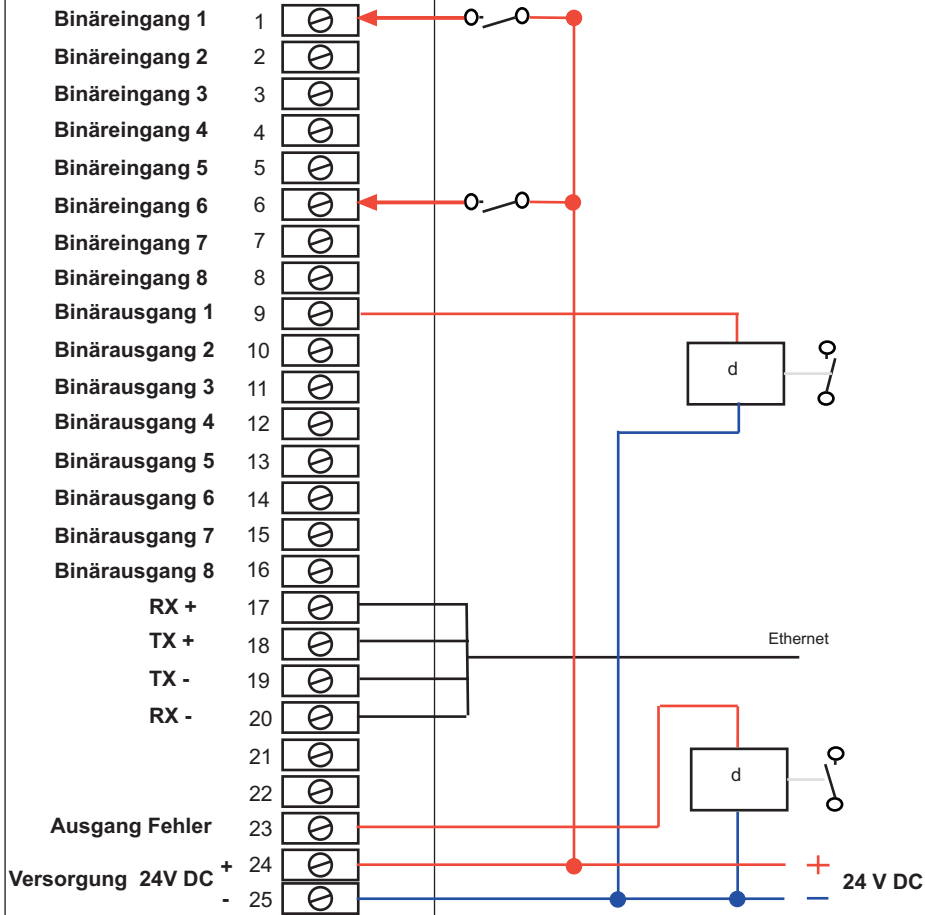 Binäreingang 1 1
Binäreingang 2 2
Binäreingang 3 3
Binäreingang 4 4
Binäreingang 5 5
Binäreingang 6 6
Binäreingang 7 7
Binäreingang 8 8
Binärausgang 1 9
d
Binärausgang 2 10
Binärausgang 3 11
Binärausgang 4 12
Binärausgang 5 13
Binärausgang 6 14
Binärausgang 7 15
Binärausgang 8 16
RX + 17
TX + 18
Ethernet
TX - 19
RX - 20
21
d
22
Ausgang Fehler 23
+ 24
+
Versorgung 24V DC
24 V DC
- 25
−